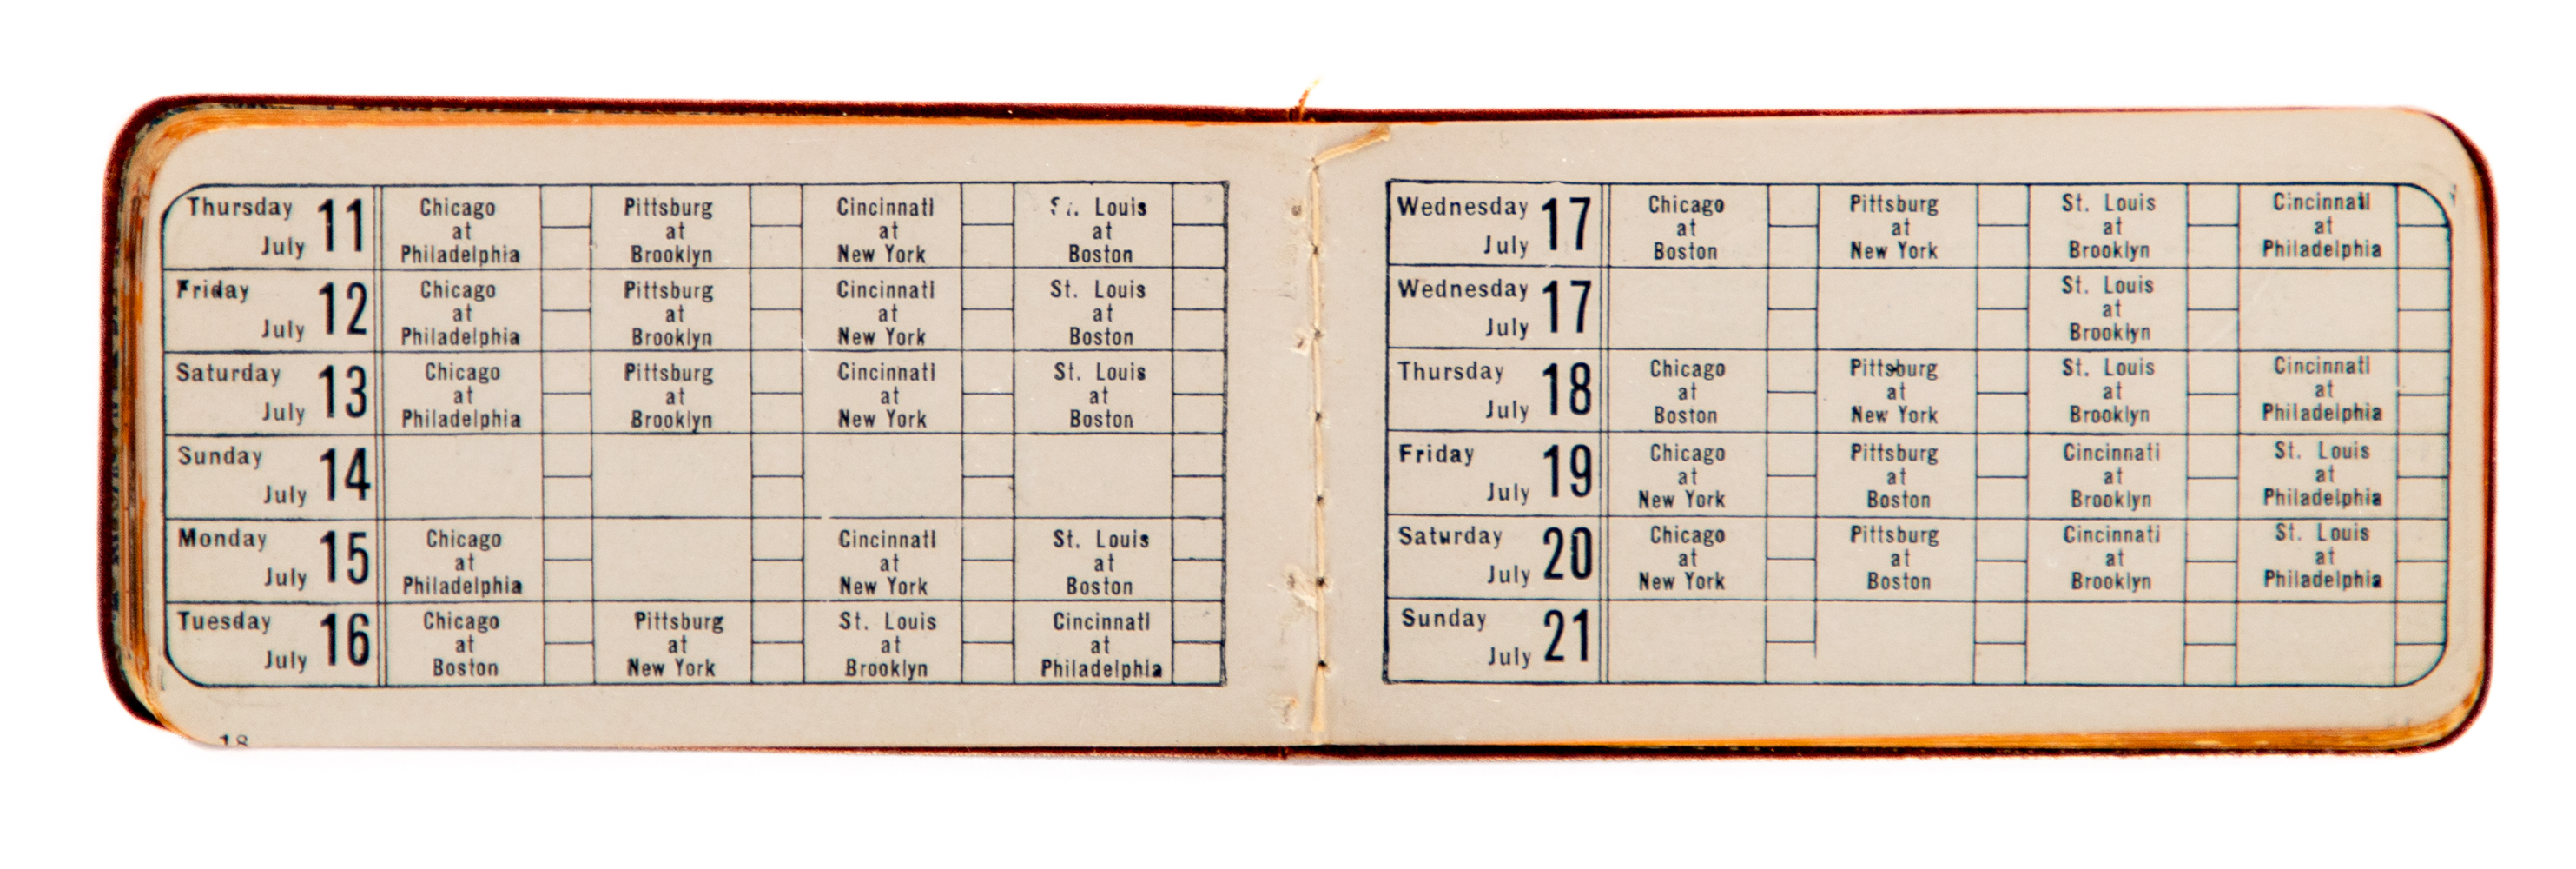 Thursday July 11
Chicago at Philadelphia
Pittsburg at Brooklyn
Cincinnati at New York
St. Louis at Boston
Friday July 12
Chicago at Philadelphia
Pittsburg at Brooklyn
Cincinnati at New York
St. Louis at Boston
Saturday July 13
Chicago at Philadelphia
Pittsburg at Brooklyn
Cincinnati at New York
St. Louis at Boston
Sunday July 14
Monday July 15
Chicago at Philadelphia
Cincinnati at New York
St. Louis at Boston
Tuesday July 16
Chicago at Boston
Pittsburg at New York
St. Louis at Brooklyn
Cincinnati at Philadelphia
18
Wednesday July 17
Chicago at Boston
Pittsburg at New York
St. Louis at Brooklyn
Cincinnati at Philadelphia
Wednesday July 17
St. Louis at Brooklyn
Thursday July 18
Chicago at Boston
Pittsburg at New York
St. Louis at Brooklyn
Cincinnati at Philadelphia
Friday July 19
Chicago at New York
Pittsburg at Boston
Cincinnati at Brooklyn
St. Louis at Philadelphia
Saturday July 20
Chicago at New York
Pittsburg at Boston
Cincinnati at Brooklyn
St. Louis at Philadelphia
Sunday July 21